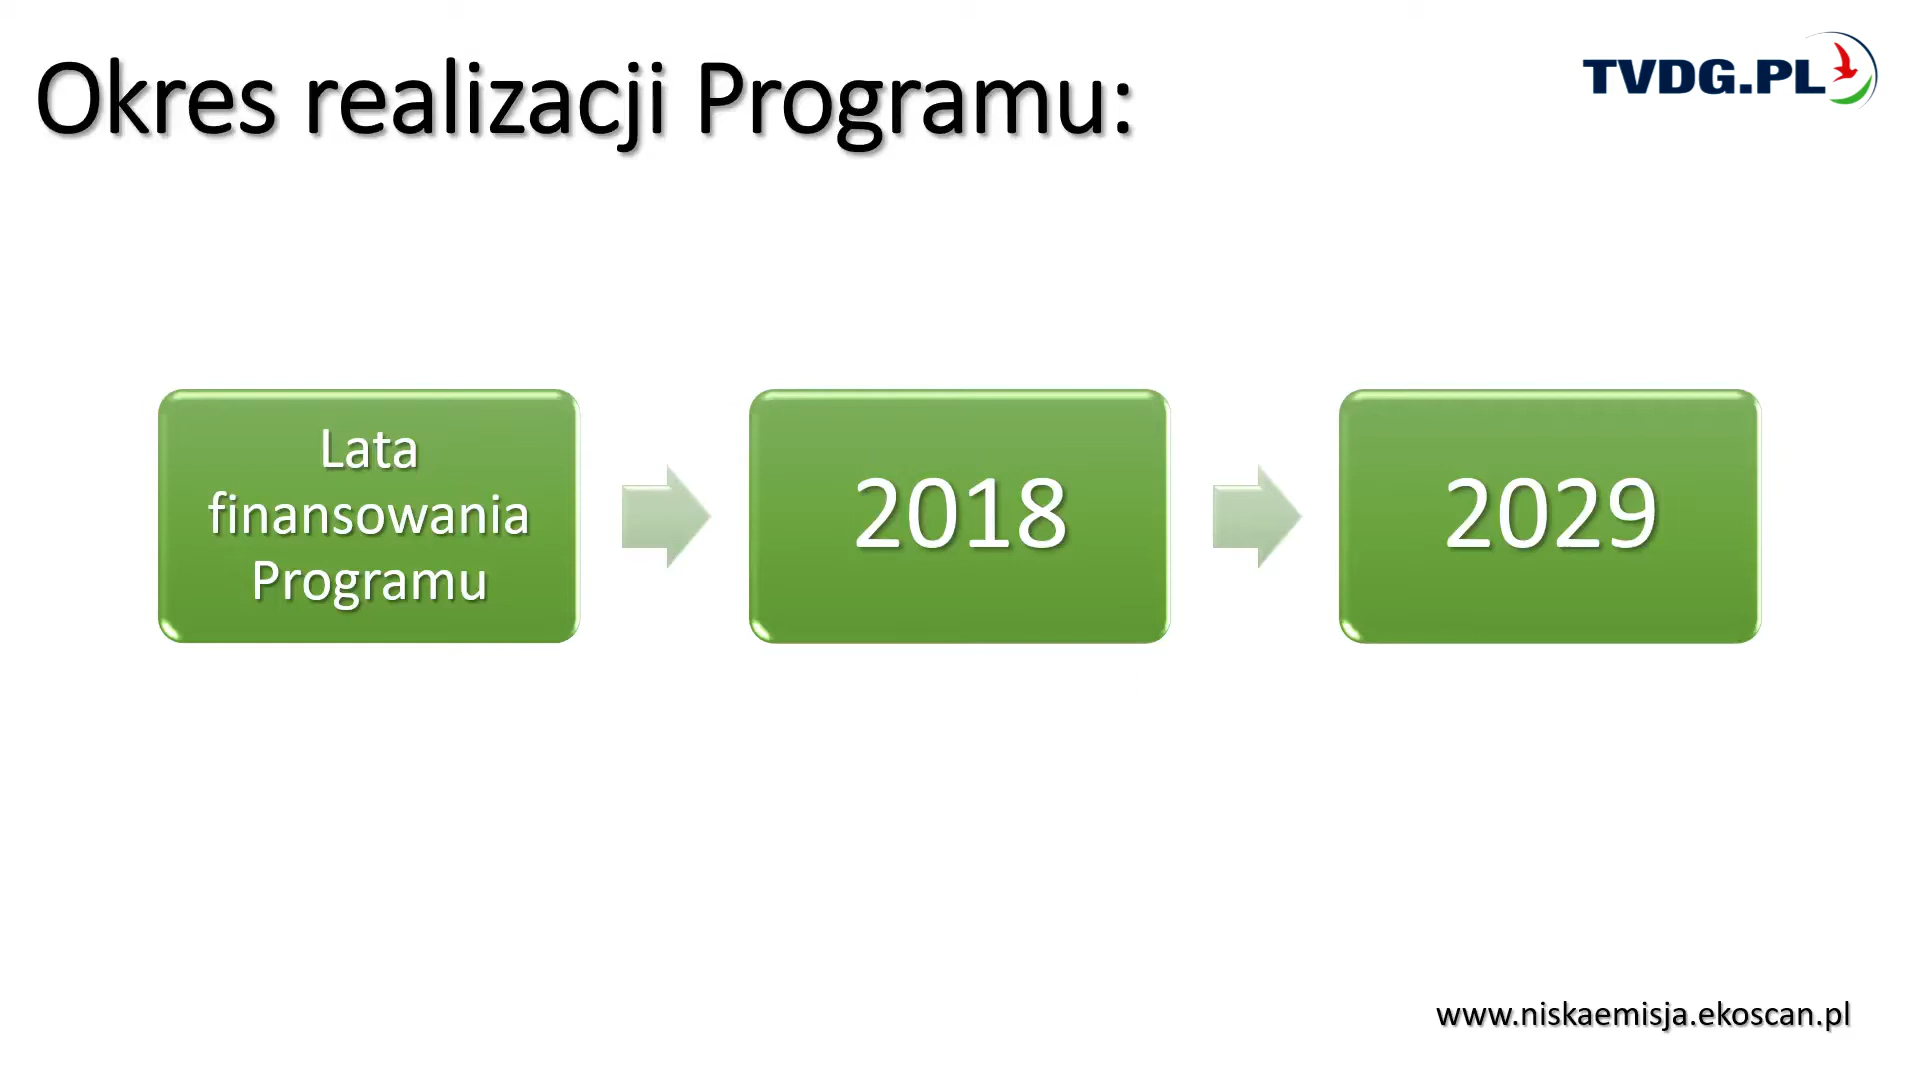 Okres realizacji Programu:
TVDG.PL
Lata
finansowania
Programu
2018
2029
www.niskaemisja.ekoscan.pl